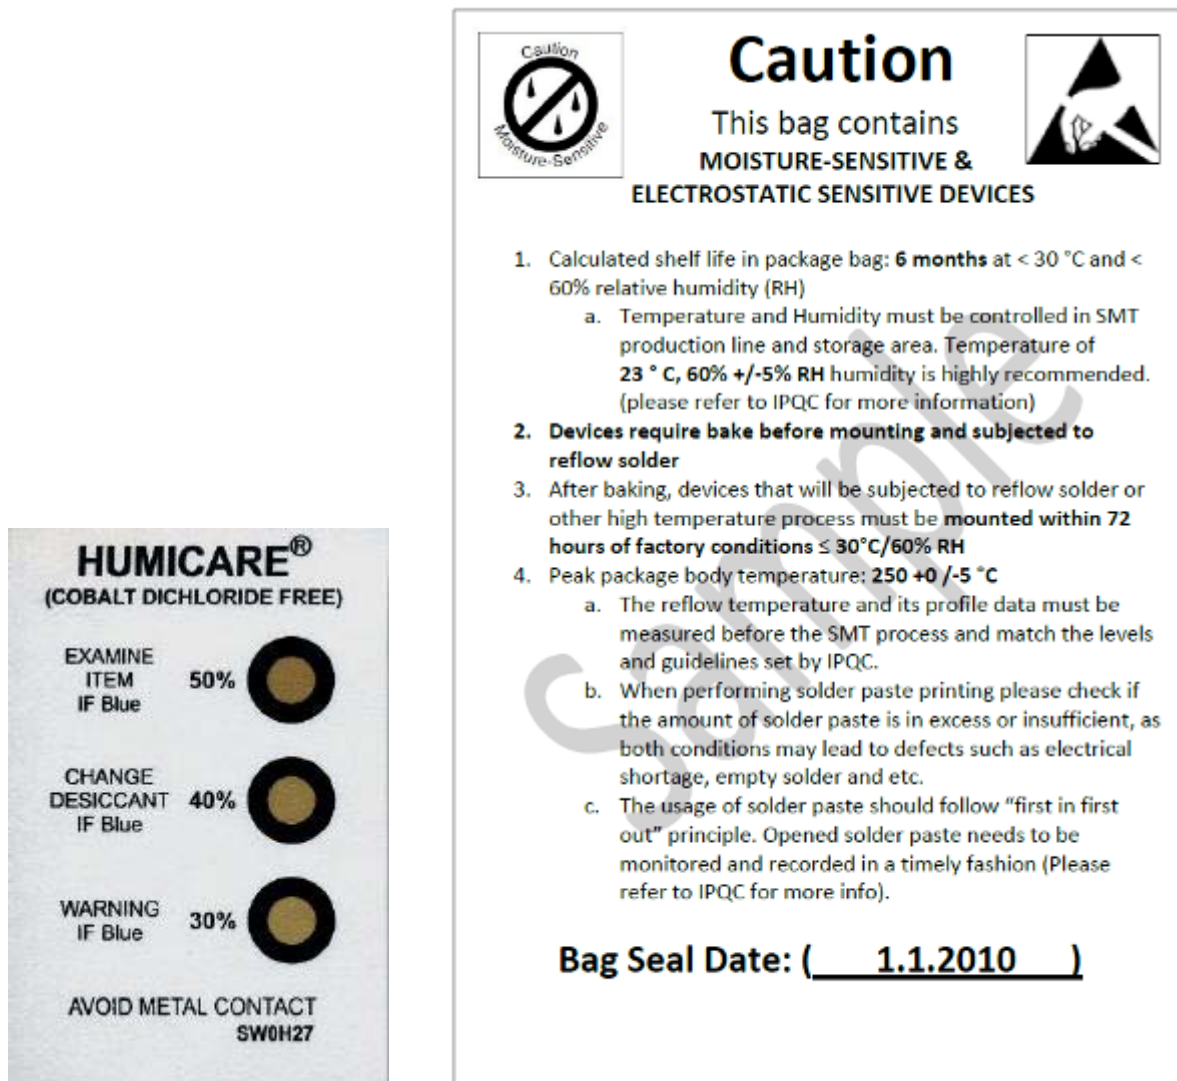 HUMICARE®
(COBALT DICHLORIDE FREE)
EXAMINE
ITEM
IF Blue
50%
CHANGE
DESICCANT
IF Blue
40%
WARNING
IF Blue
30%
AVOID METAL CONTACT
SW0H27
Caution
Moisture-Sensitive
Caution
This bag contains
MOISTURE-SENSITIVE &
ELECTROSTATIC SENSITIVE DEVICES
1. Calculated shelf life in package bag: 6 months at < 30 °C and <
60% relative humidity (RH)
a. Temperature and Humidity must be controlled in SMT
production line and storage area. Temperature of
23 ° C, 60% +/-5% RH humidity is highly recommended.
(please refer to IPQC for more information)
2. Devices require bake before mounting and subjected to
reflow solder
3. After baking, devices that will be subjected to reflow solder or
other high temperature process must be mounted within 72
hours of factory conditions ≤ 30°C/60% RH
4. Peak package body temperature: 250 +0 /-5 °C
a. The reflow temperature and its profile data must be
measured before the SMT process and match the levels
and guidelines set by IPQC.
b. When performing solder paste printing please check if
the amount of solder paste is in excess or insufficient, as
both conditions may lead to defects such as electrical
shortage, empty solder and etc.
c. The usage of solder paste should follow “first in first
out” principle. Opened solder paste needs to be
monitored and recorded in a timely fashion (Please
refer to IPQC for more info).
Sample
Bag Seal Date: ( 1.1.2010 )